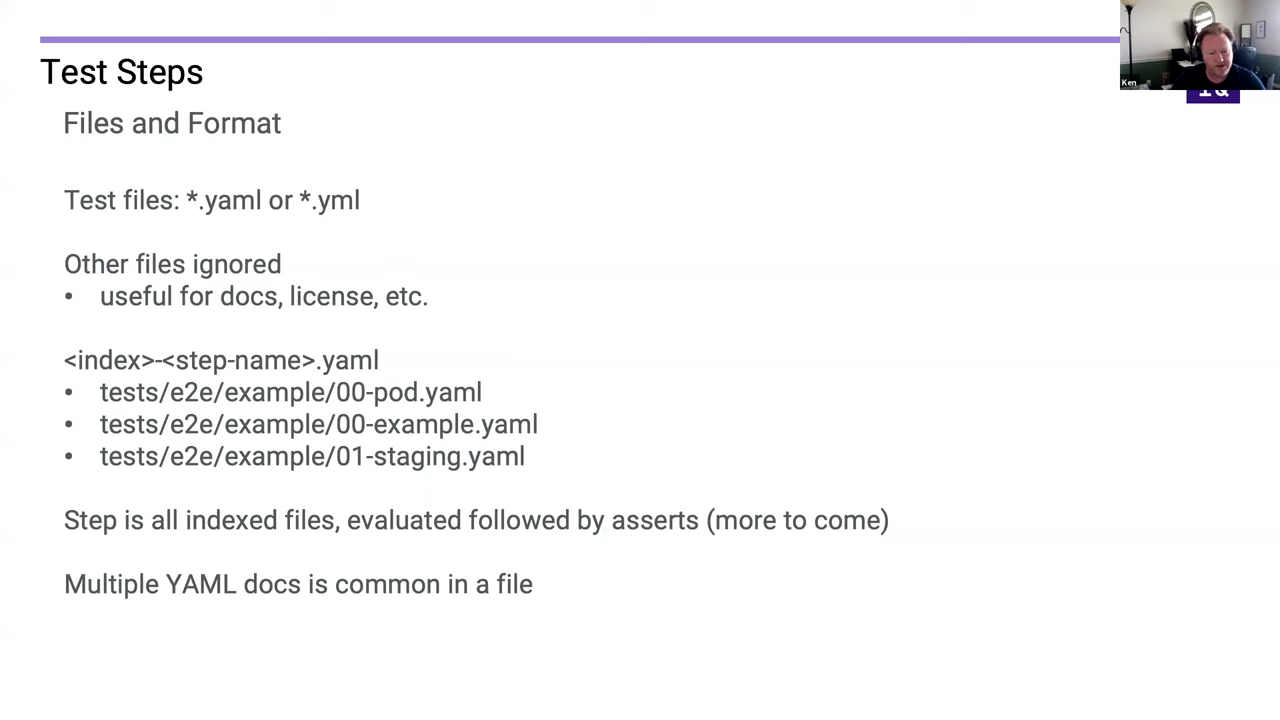 Test Steps
Files and Format
Test files: *.yaml or *.yml
Other files ignored
• useful for docs, license, etc.
<index>-<step-name>.yaml
• tests/e2e/example/00-pod.yaml
• tests/e2e/example/00-example.yaml
• tests/e2e/example/01-staging.yaml
Step is all indexed files, evaluated followed by asserts (more to come)
Multiple YAML docs is common in a file
Ken